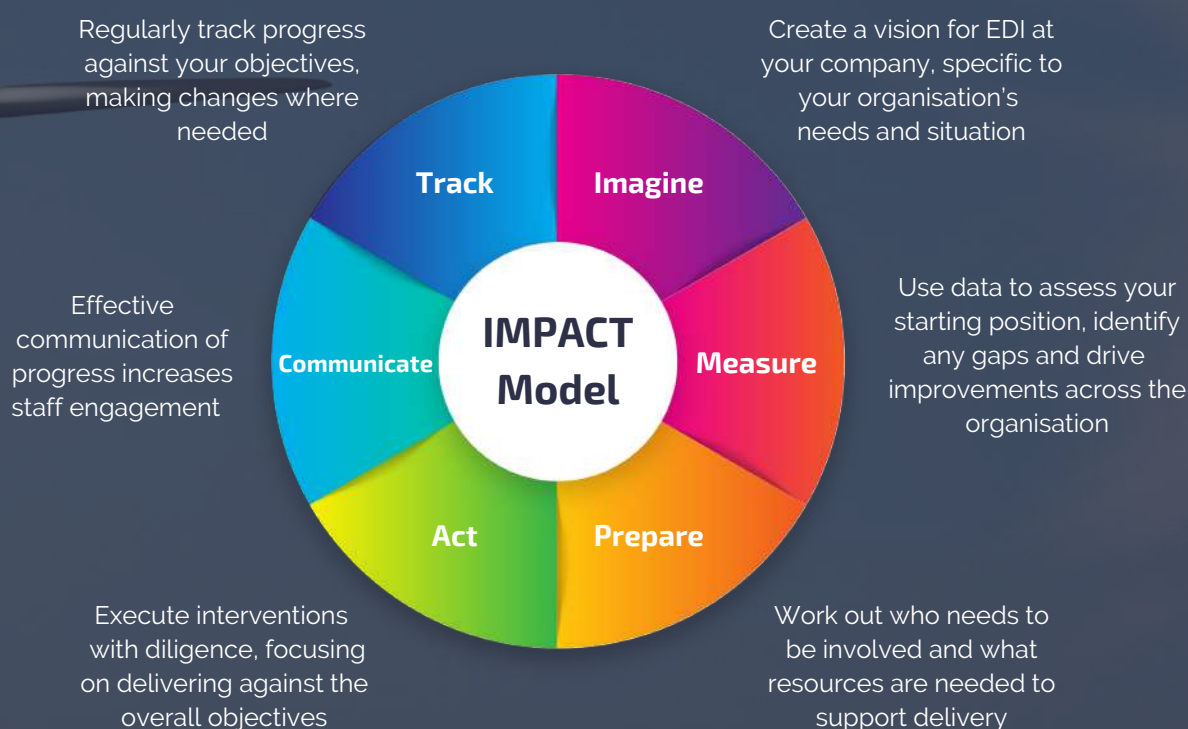 IMPACT
Model
Imagine
Create a vision for EDI at
your company, specific to
your organisation's
needs and situation
Measure
Use data to assess your
starting position, identify
any gaps and drive
improvements across the
organisation
Prepare
Work out who needs to
be involved and what
resources are needed to
support delivery
Act
Execute interventions
with diligence, focusing
on delivering against the
overall objectives
Communicate
Effective
communication of
progress increases
staff engagement
Track
Regularly track progress
against your objectives,
making changes where
needed